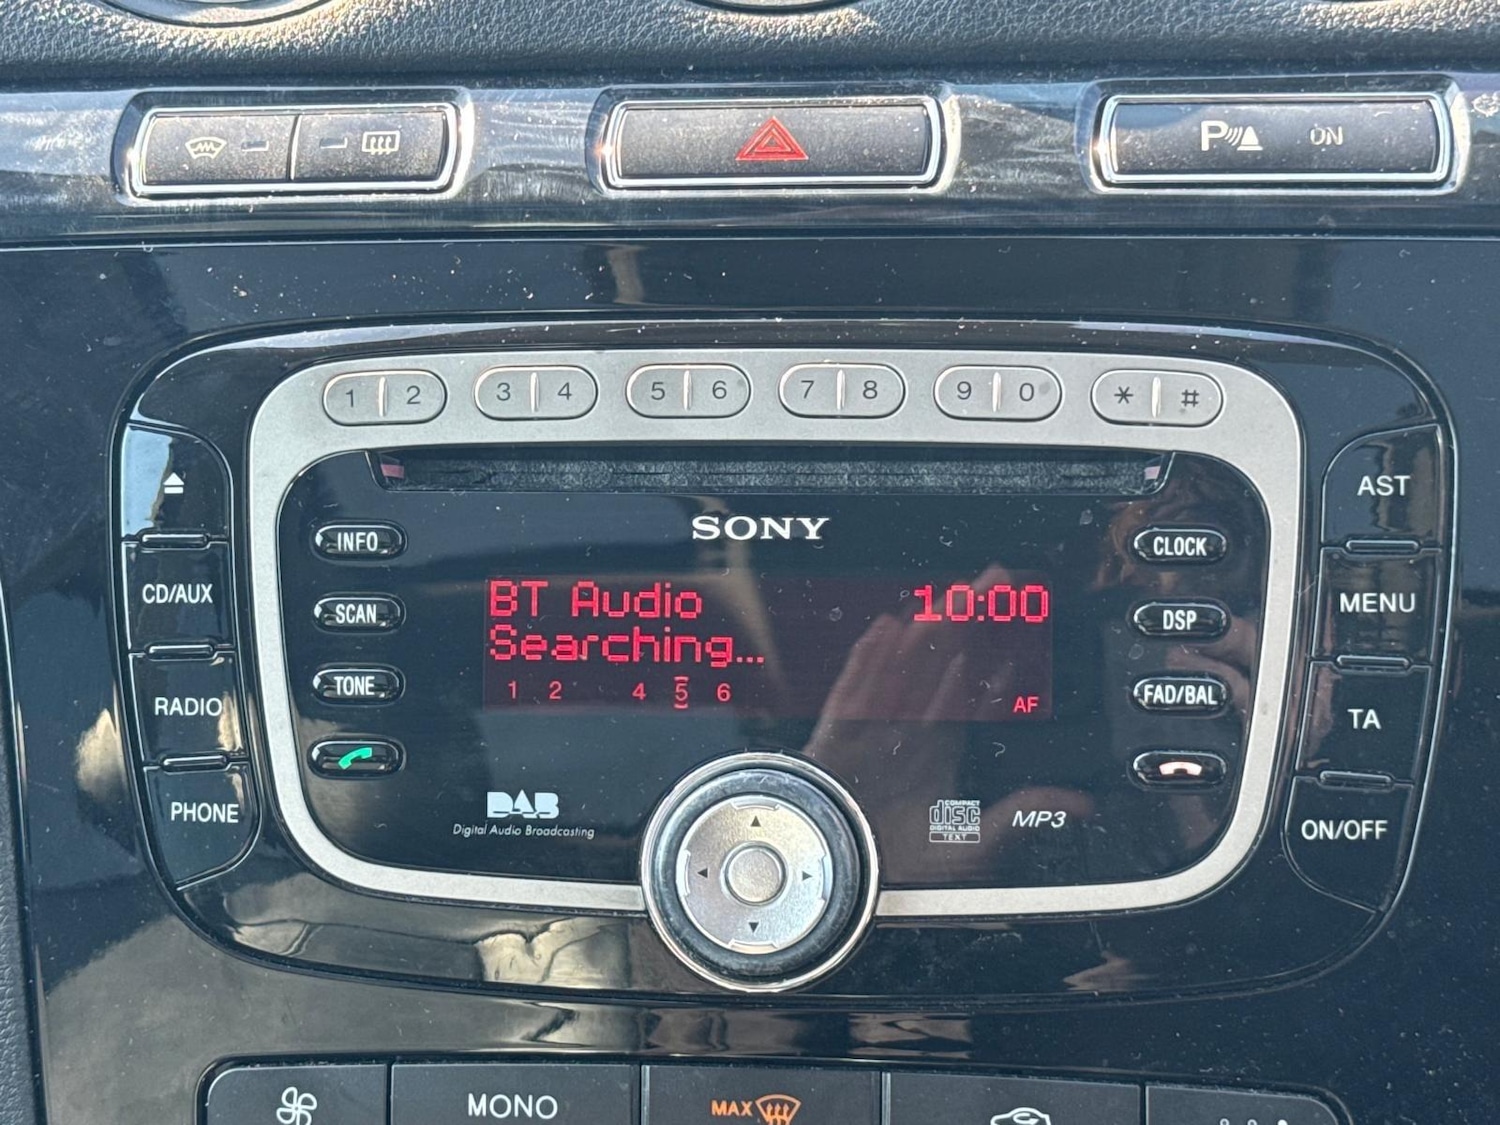 P ON
1 2 3 4 5 6 7 8 9 0 * #
SONY
INFO
SCAN
TONE
CLOCK
DSP
FAD/BAL
CD/AUX
RADIO
PHONE
AST
MENU
TA
ON/OFF
BT Audio 10:00
Searching...
1 2 4 5 6
AF
DAB
Digital Audio Broadcasting
COMPACT
disc
DIGITAL AUDIO
TEXT
MP3
MONO
MAX